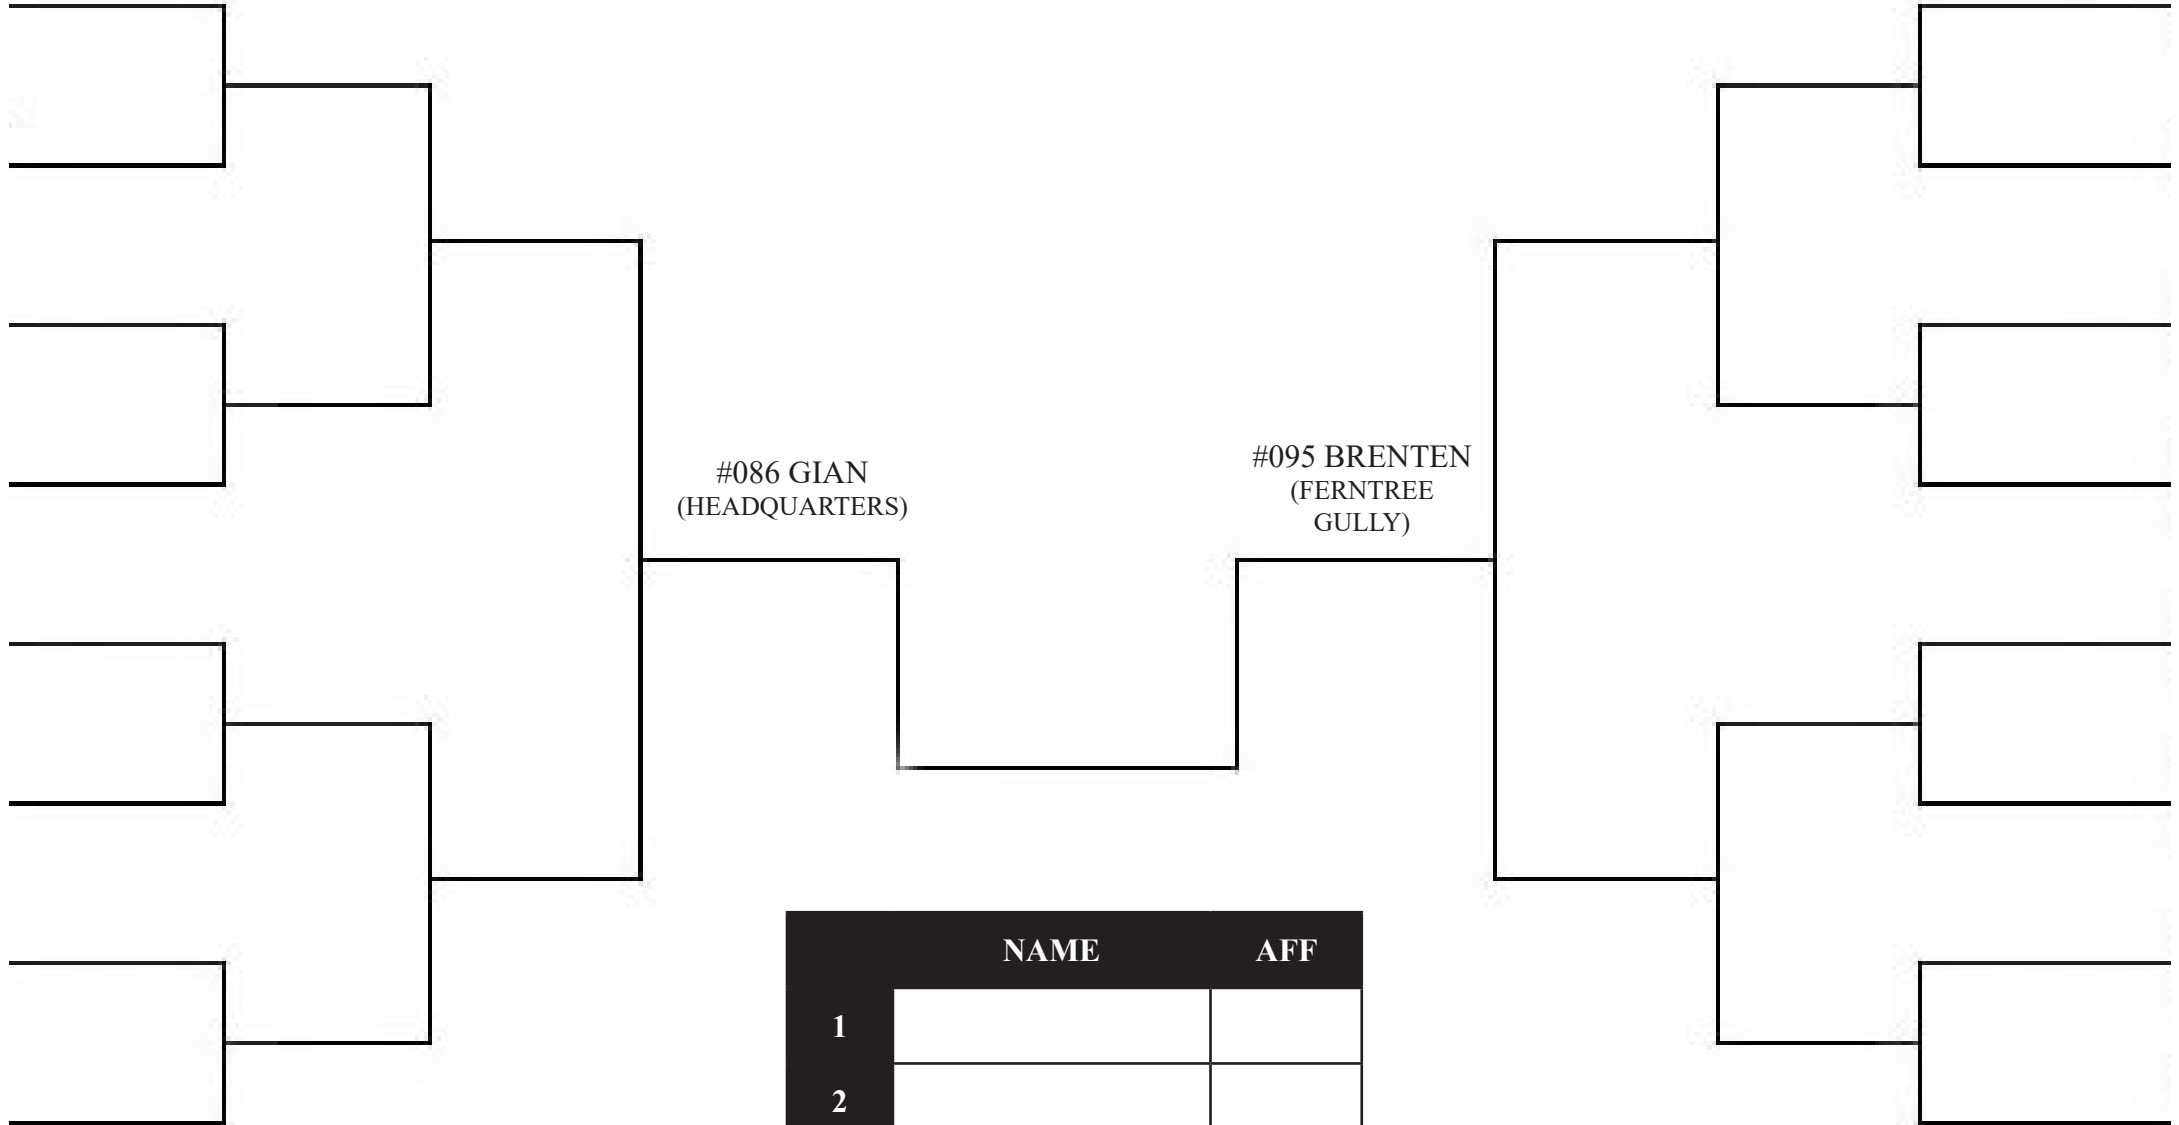 #086 GIAN
(HEADQUARTERS)
#095 BRENTEN
(FERNTREE
GULLY)
NAME AFF
1
2